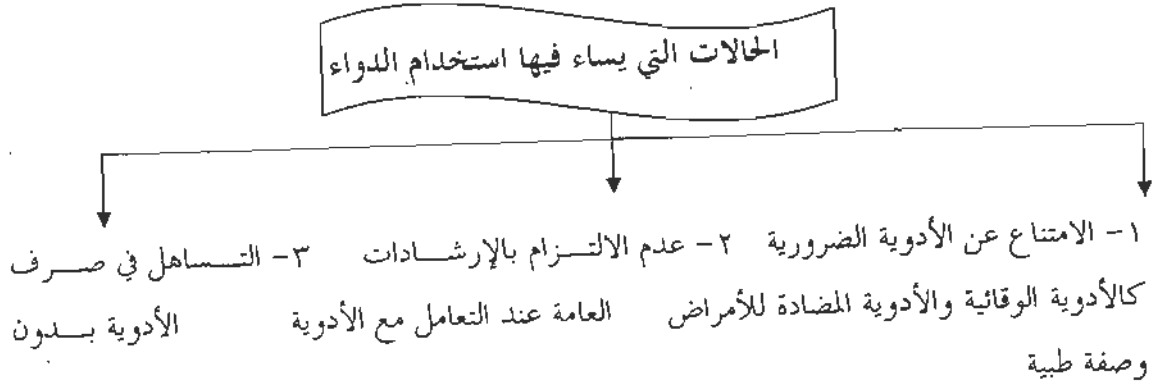 الحالات التي يساء فيها استخدام الدواء
١- الامتناع عن الأدوية الضرورية ٢- عدم الالتزام بالإرشادات ٣- التساهل في صرف
كالأدوية الوقائية والأدوية المضادة للأمراض العامة عند التعامل مع الأدوية الأدوية بدون
وصفة طبية